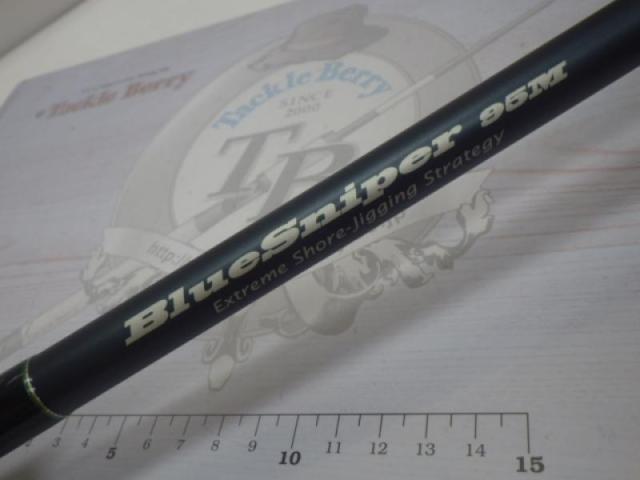 Tackle Berry
Tackle Berry
SINCE
2000
TB
http:
BlueSniper 95M
Extreme Shore-Jigging Strategy
3 4 5 6 7 8 9 10 11 12 13 14 15